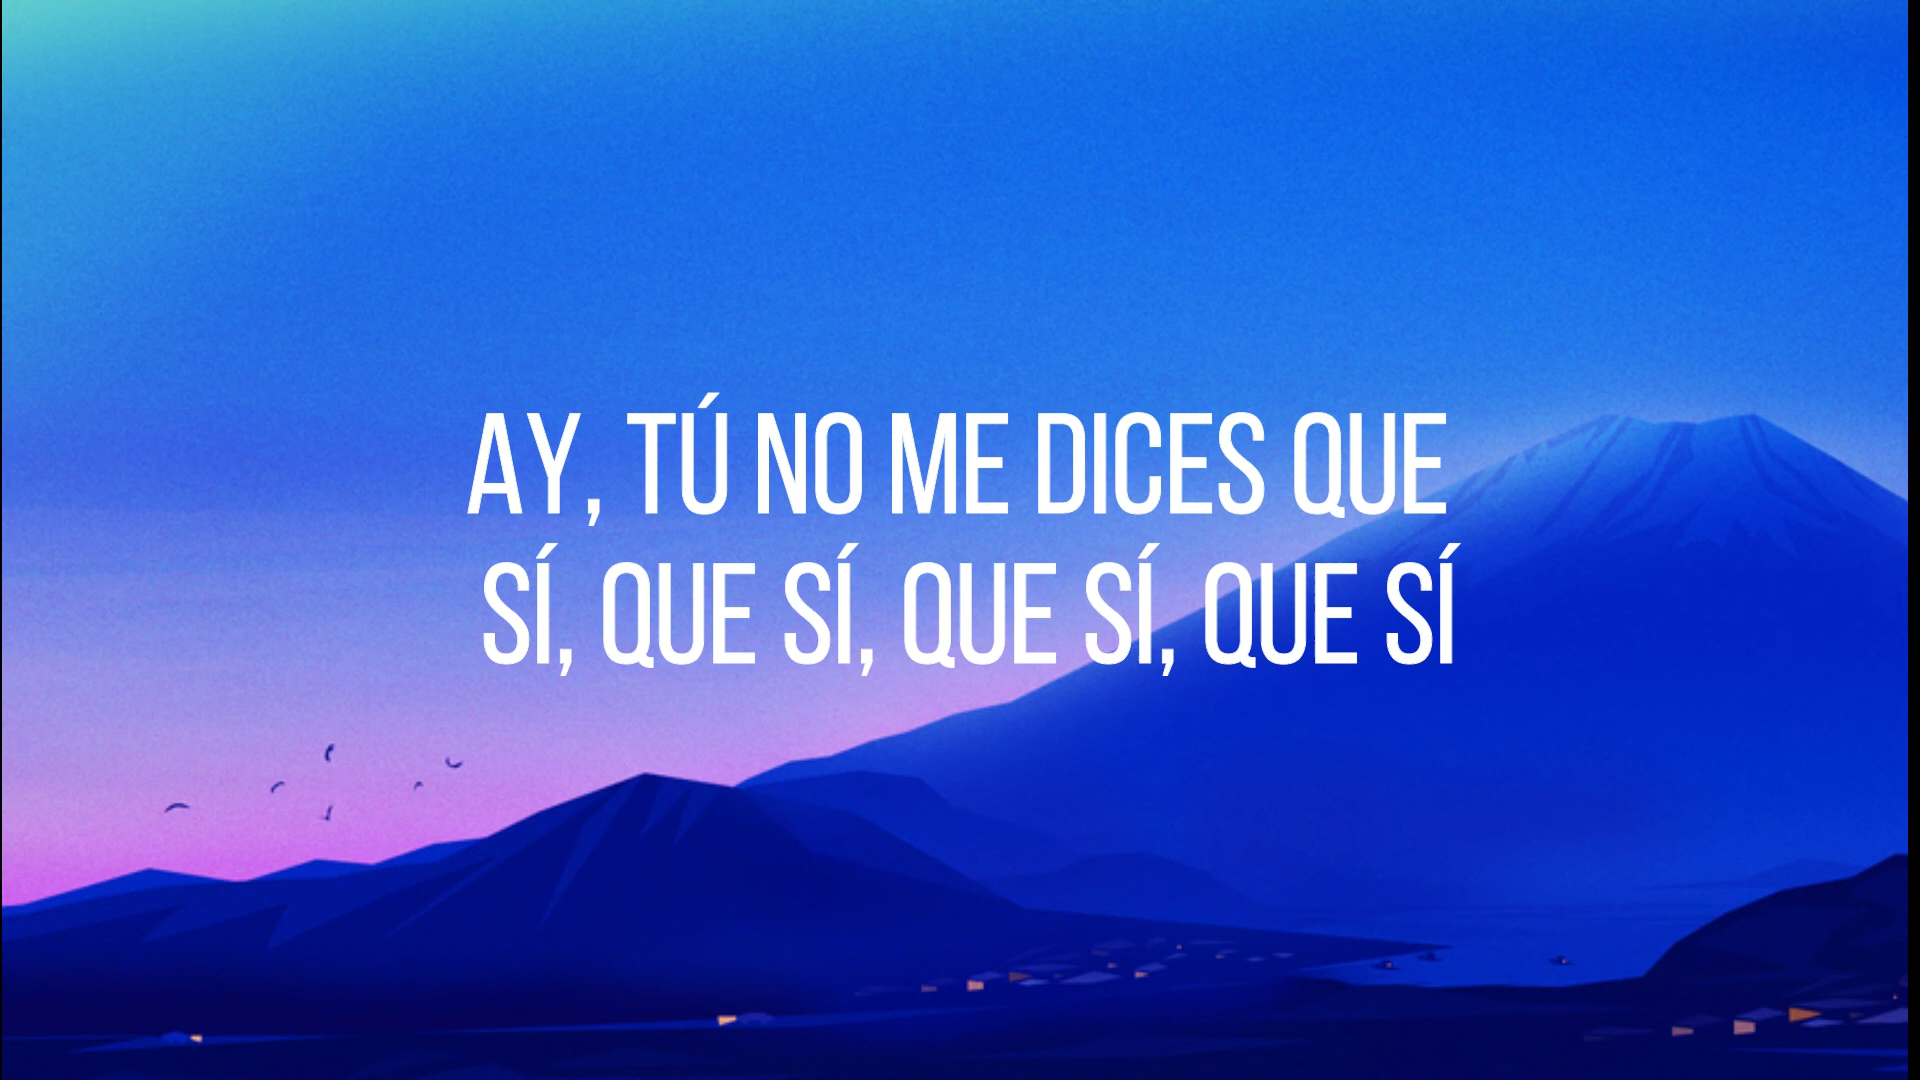 AY, TÚ NO ME DICES QUE
SÍ, QUE SÍ, QUE SÍ, QUE SÍ